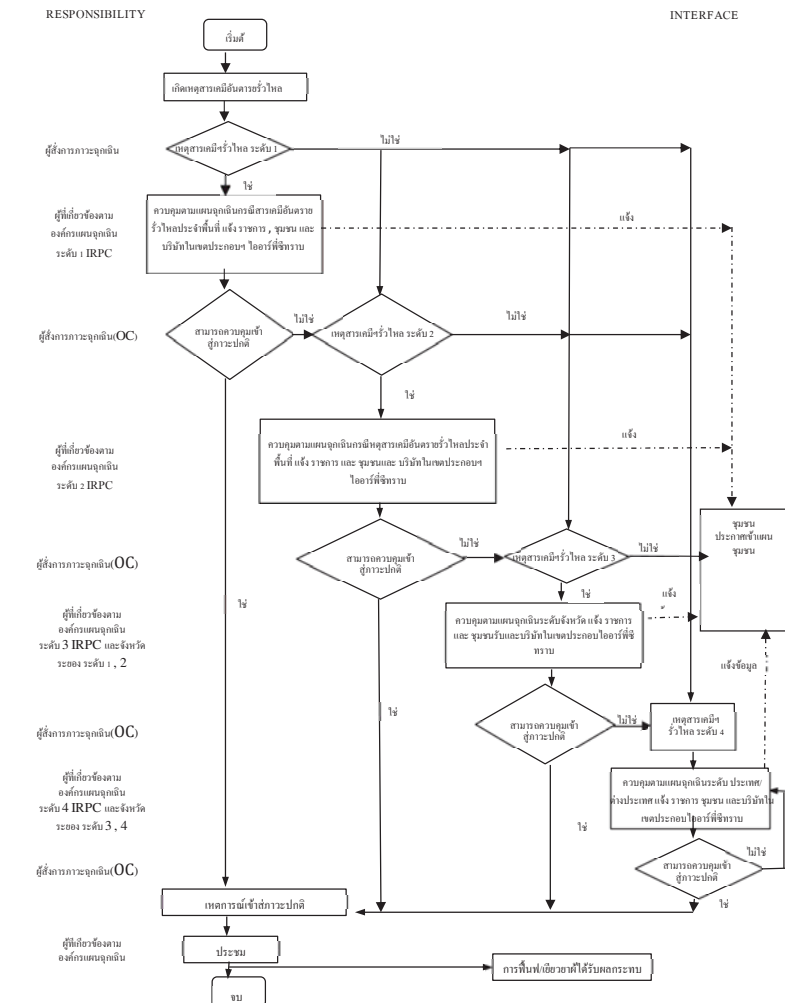 RESPONSIBILITY
INTERFACE
เริ่มต้
เกิดเหตุสารเคมีอันตารยรั่วไหล
ผู้สั่งการภาวะฉุกเฉิน
เหตุสารเคมีฯรั่วไหล ระดับ 1
ไม่ใช่
ใช่
ผู้ที่เกี่ยวข้องตาม
องค์กรแผนฉุกเฉิน
ระดับ 1 IRPC
ควบคุมตามแผนฉุกเฉินกรณีสารเคมีอันตราย
รั่วไหลประจำพื้นที่ แจ้ง ราชการ , ชุมชน และ
บริษัทในเขตประกอบฯ ไออาร์พี่ซีทราบ
แจ้ง
ผู้สั่งการภาวะฉุกเฉิน(OC)
สามารถควบคุมเข้า
สู่ภาวะปกติ
ไม่ใช่
เหตุสารเคมีฯรั่วไหล ระดับ 2
ไม่ใช่
ใช่
ผู้ที่เกี่ยวข้องตาม
องค์กรแผนฉุกเฉิน
ระดับ 2 IRPC
ควบคุมตามแผนฉุกเฉินกรณีเหตุสารเคมีอันตรายรั่วไหลประจำ
พื้นที่ แจ้ง ราชการ และ ชุมชนและ บริษัทในเขตประกอบฯ
ไออาร์พี่ซีทราบ
แจ้ง
ชุมชน
ประกาศเข้าแผน
ชุมชน
ผู้สั่งการภาวะฉุกเฉิน(OC)
สามารถควบคุมเข้า
สู่ภาวะปกติ
ไม่ใช่
เหตุสารเคมีฯรั่วไหล ระดับ 3
ไม่ใช่
ใช่
ใช่
แจ้ง
ผู้ที่เกี่ยวข้องตาม
องค์กรแผนฉุกเฉิน
ระดับ 3 IRPC และจังหวัด
ระยอง ระดับ 1 , 2
ควบคุมตามแผนฉุกเฉินระดับจังหวัด แจ้ง ราชการ
และ ชุมชนรับและบริษัทในเขตประกอบไออาร์พี่ซี
ทราบ
แจ้งข้อมูล
ใช่
ผู้สั่งการภาวะฉุกเฉิน(OC)
สามารถควบคุมเข้า
สู่ภาวะปกติ
ไม่ใช่
เหตุสารเคมีฯ
รั่วไหล ระดับ 4
ผู้ที่เกี่ยวข้องตาม
องค์กรแผนฉุกเฉิน
ระดับ 4 IRPC และจังหวัด
ระยอง ระดับ 3 , 4
ควบคุมตามแผนฉุกเฉินระดับ ประเทศ/
ต่างประเทศ แจ้ง ราชการ ชุมชน และบริษัทใน
เขตประกอบไออาร์พี่ซีทราบ
ใช่
ผู้สั่งการภาวะฉุกเฉิน(OC)
สามารถควบคุมเข้า
สู่ภาวะปกติ
ไม่ใช่
ใช่
เหตการณ์เข้าสู่ภาวะปกติ
ผู้ที่เกี่ยวข้องตาม
องค์กรแผนฉุกเฉิน
ประชม
การฟื้นฟ/เยียวยาผ้ได้รับผลกระทบ
จบ